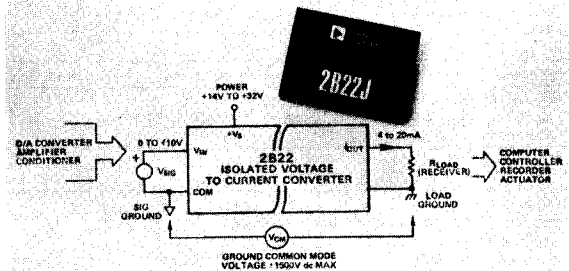 2B22J
POWER
+14V TO +32V
D/A CONVERTER
AMPLIFIER
CONDITIONER
0 TO +10V
+
VSIG
SIG
GROUND
+VS
VIN
COM
2B22
ISOLATED VOLTAGE
TO CURRENT CONVERTER
IOUT
4 to 20mA
RLOAD
(RECEIVER)
LOAD
GROUND
COMPUTER
CONTROLLER
RECORDER
ACTUATOR
VCM
GROUND COMMON MODE
VOLTAGE ±1500V dc MAX